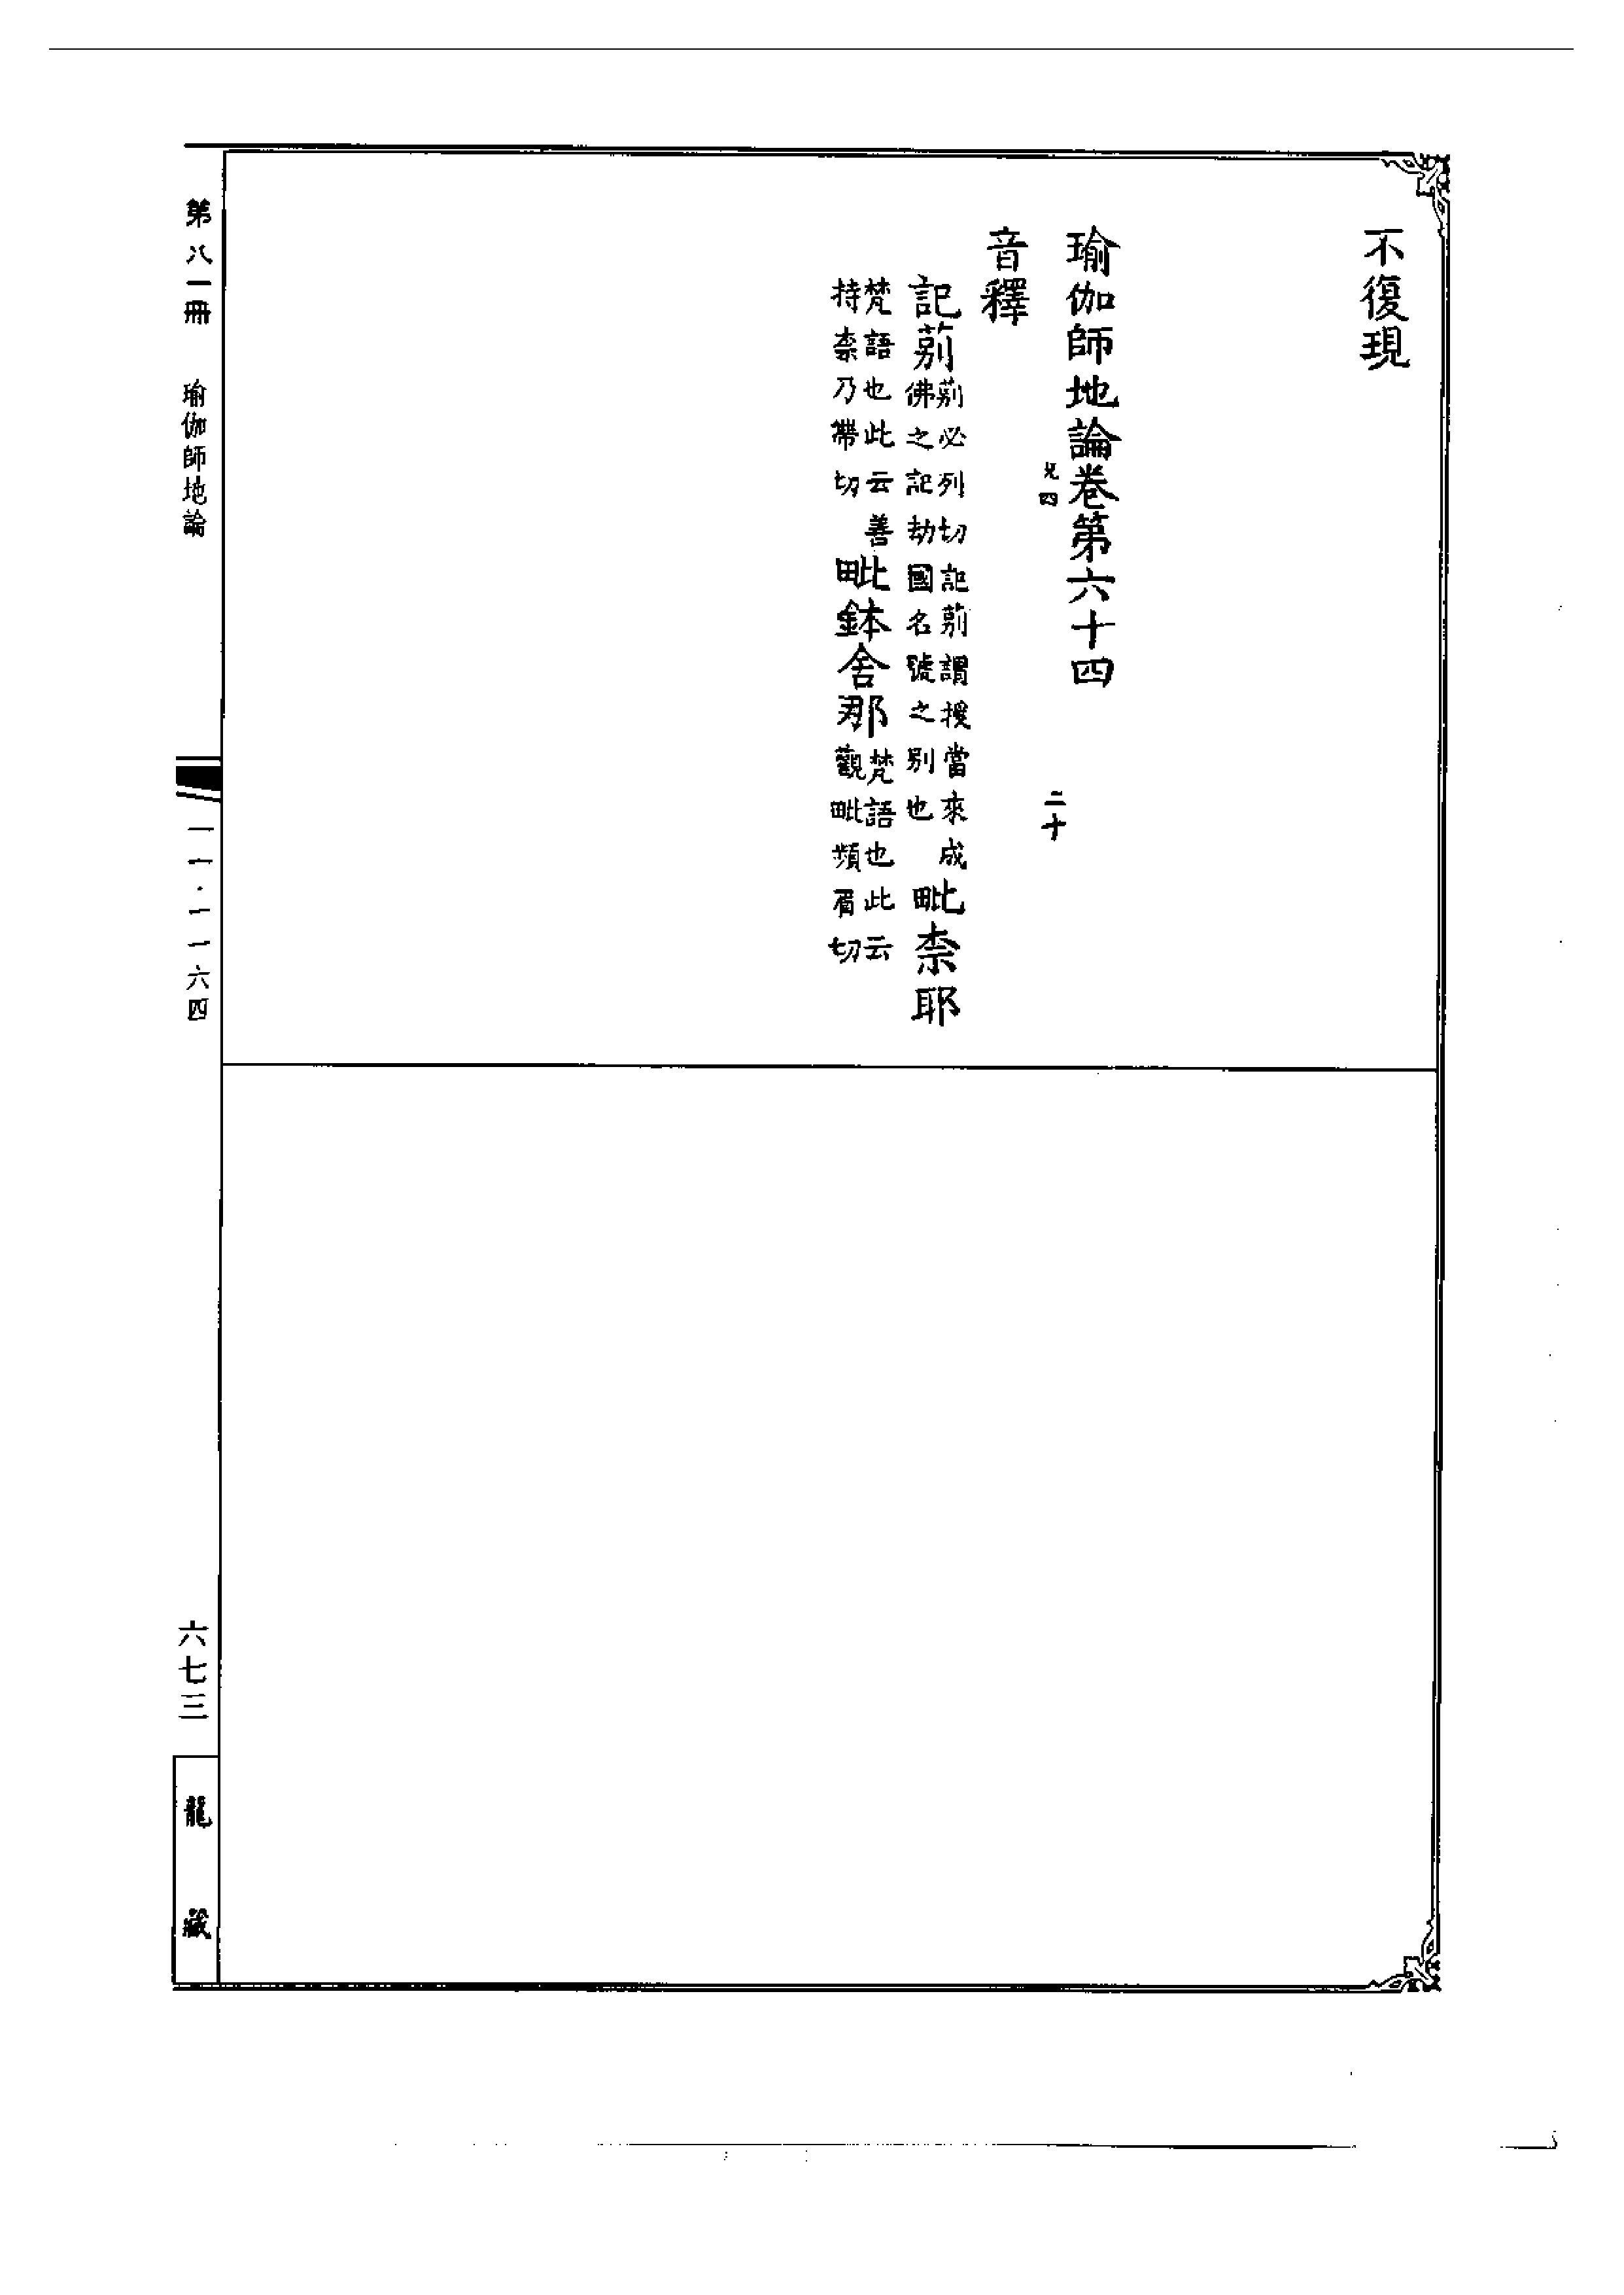 不復現
瑜伽師地論卷第六十四
兄四 二十
音釋
記莂莂必列切記莂謂授當來成佛之記劫國名號之別也 毗柰耶
梵語也此云善持柰乃帶切 毗鉢舍那梵語也此云觀毗頻眉切
第八一冊 瑜伽師地論
一一·一一六四
六七三
龍藏